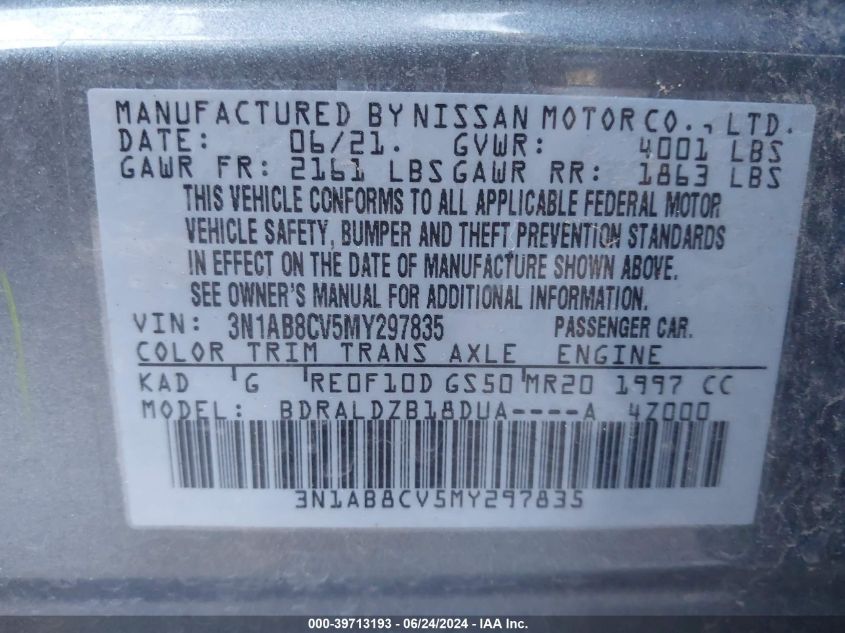 MANUFACTURED BY NISSAN MOTOR CO., LTD.
DATE: 06/21. GVWR: 4001 LBS
GAWR FR: 2161 LBS GAWR RR: 1863 LBS
THIS VEHICLE CONFORMS TO ALL APPLICABLE FEDERAL MOTOR
VEHICLE SAFETY, BUMPER AND THEFT PREVENTION STANDARDS
IN EFFECT ON THE DATE OF MANUFACTURE SHOWN ABOVE.
SEE OWNER'S MANUAL FOR ADDITIONAL INFORMATION.
VIN: 3N1AB8CV5MY297835 PASSENGER CAR.
COLOR TRIM TRANS AXLE ENGINE
KAD G RE0F10D GS50 MR20 1997 CC
MODEL: BDRALDZB18DUA----A 4Z000
3N1AB8CV5MY297835
000-39713193 - 06/24/2024 - IAA Inc.